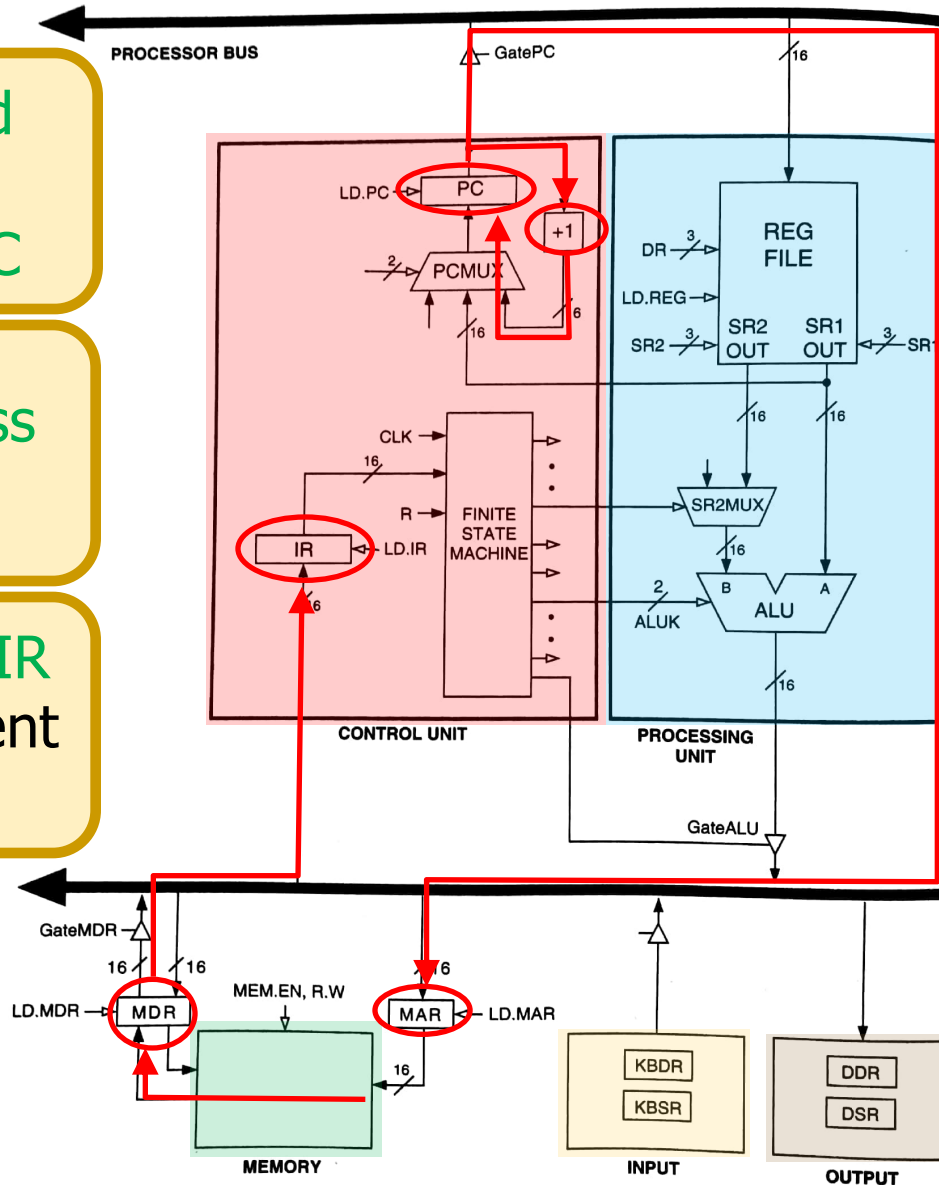 PROCESSOR BUS
GatePC
16
d
C
ss
IR
ent
LD.PC
PC
+1
2
PCMUX
16
6
REG
FILE
DR
3
LD.REG
SR2
3
SR2
OUT
SR1
OUT
3
SR1
16
16
CLK
16
R
FINITE
STATE
MACHINE
IR
LD.IR
16
SR2MUX
16
B
A
ALU
2
ALUK
16
CONTROL UNIT
PROCESSING
UNIT
GateALU
GateMDR
16
16
LD.MDR
MDR
MEM.EN, R.W
16
MAR
LD.MAR
16
MEMORY
KBDR
KBSR
INPUT
DDR
DSR
OUTPUT